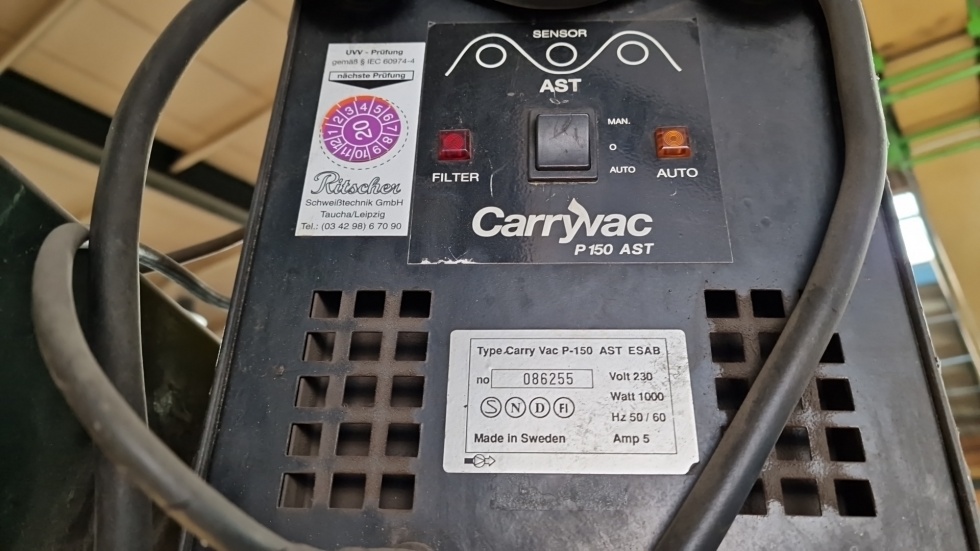 UVV - Prüfung
gemäß § IEC 60974-4
nächste Prüfung
1 2 3 4 5 6 7 8 9 10 11 12
20
Ritscher
Schweißtechnik GmbH
Taucha/Leipzig
Tel.: (03 42 98) 6 70 90
SENSOR
AST
MAN.
O
AUTO
FILTER
AUTO
Carryvac
P150 AST
Type.Carry Vac P-150 AST ESAB
no 086255
Volt 230
Watt 1000
S N D FI
Hz 50 / 60
Made in Sweden
Amp 5